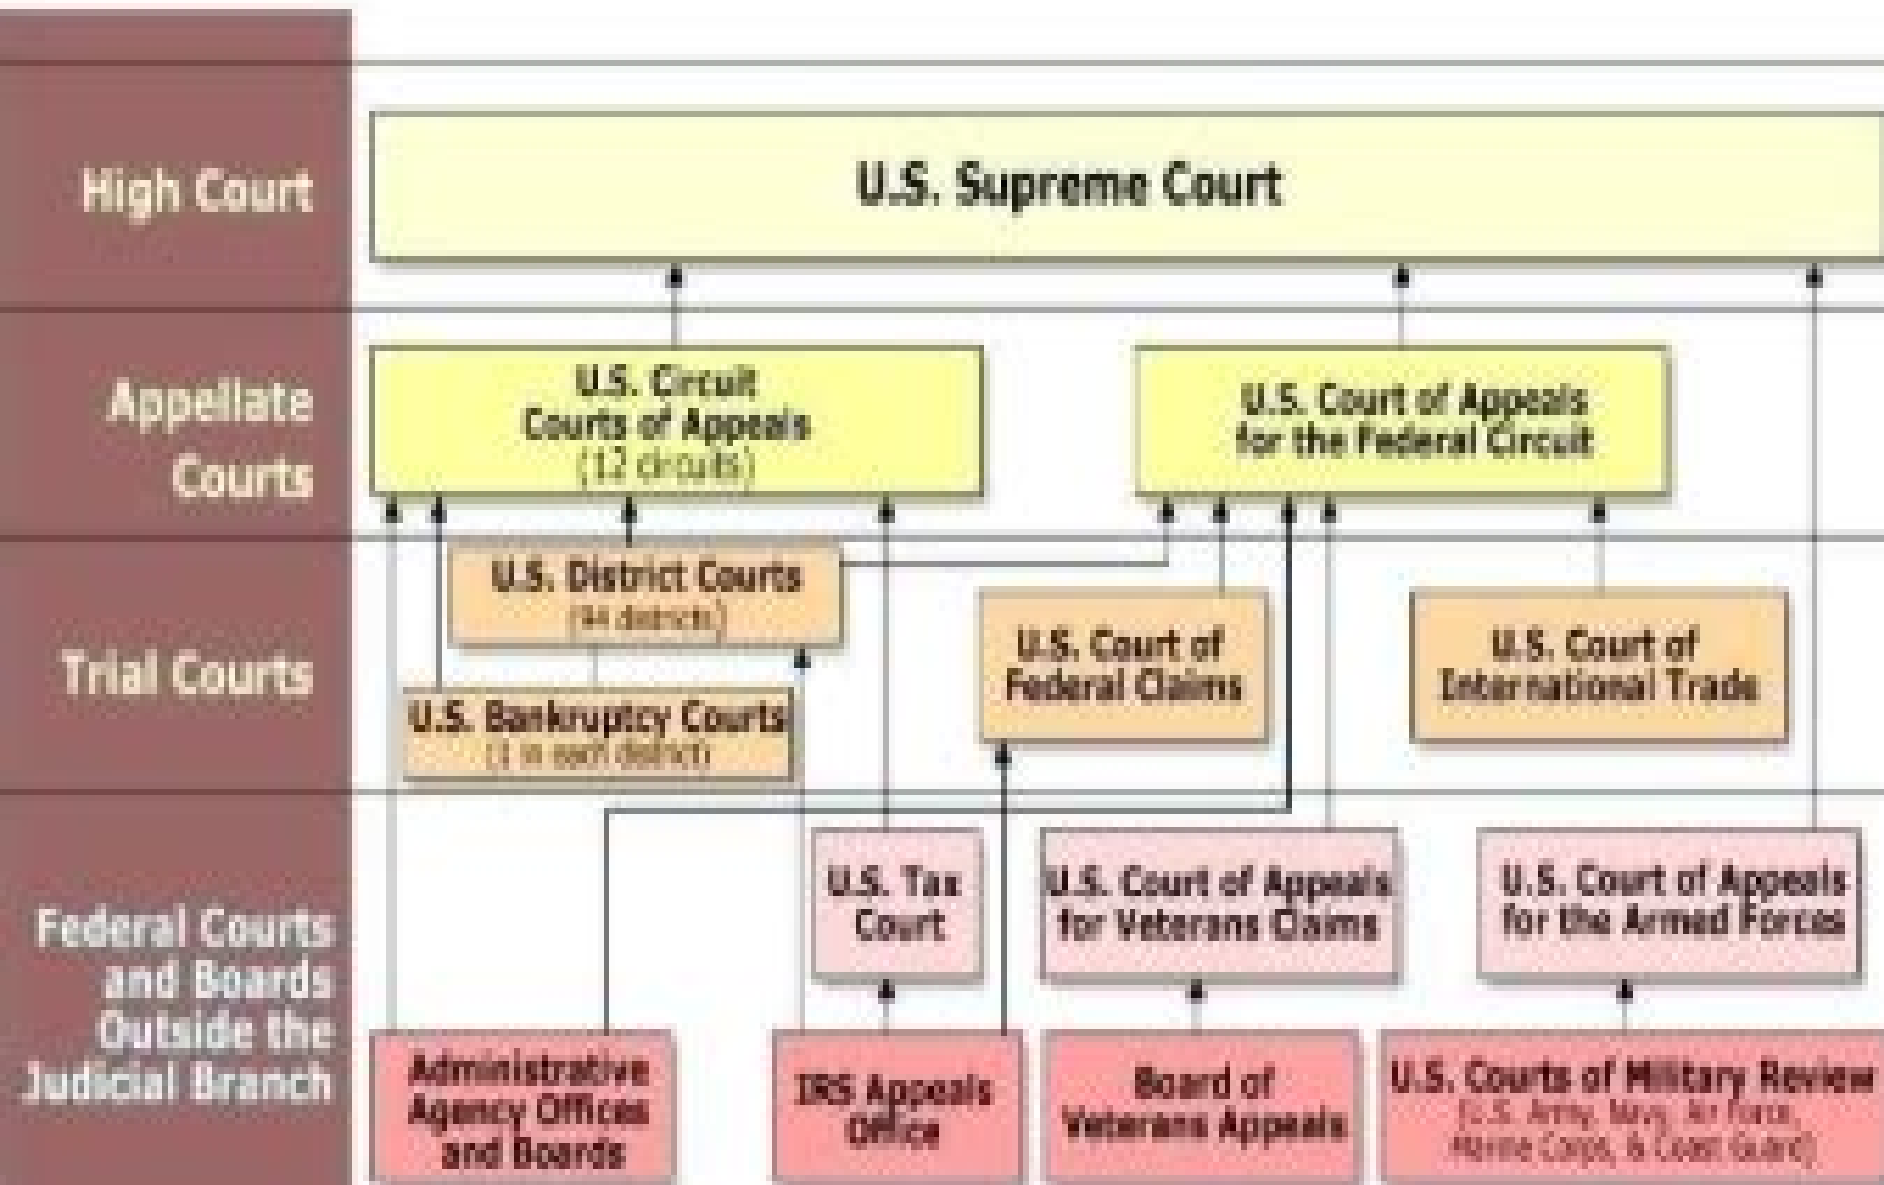 High Court
U.S. Supreme Court
Appellate
Courts
U.S. Circuit
Courts of Appeals
(12 circuits)
U.S. Court of Appeals
for the Federal Circuit
Trial Courts
U.S. District Courts
(94 districts)
U.S. Bankruptcy Courts
(1 in each district)
U.S. Court of
Federal Claims
U.S. Court of
International Trade
Federal Courts
and Boards
Outside the
Judicial Branch
U.S. Tax
Court
U.S. Court of Appeals
for Veterans Claims
U.S. Court of Appeals
for the Armed Forces
Administrative
Agency Offices
and Boards
IRS Appeals
Office
Board of
Veterans Appeals
U.S. Courts of Military Review
(U.S. Army, Navy, Air Force,
Marine Corps, & Coast Guard)